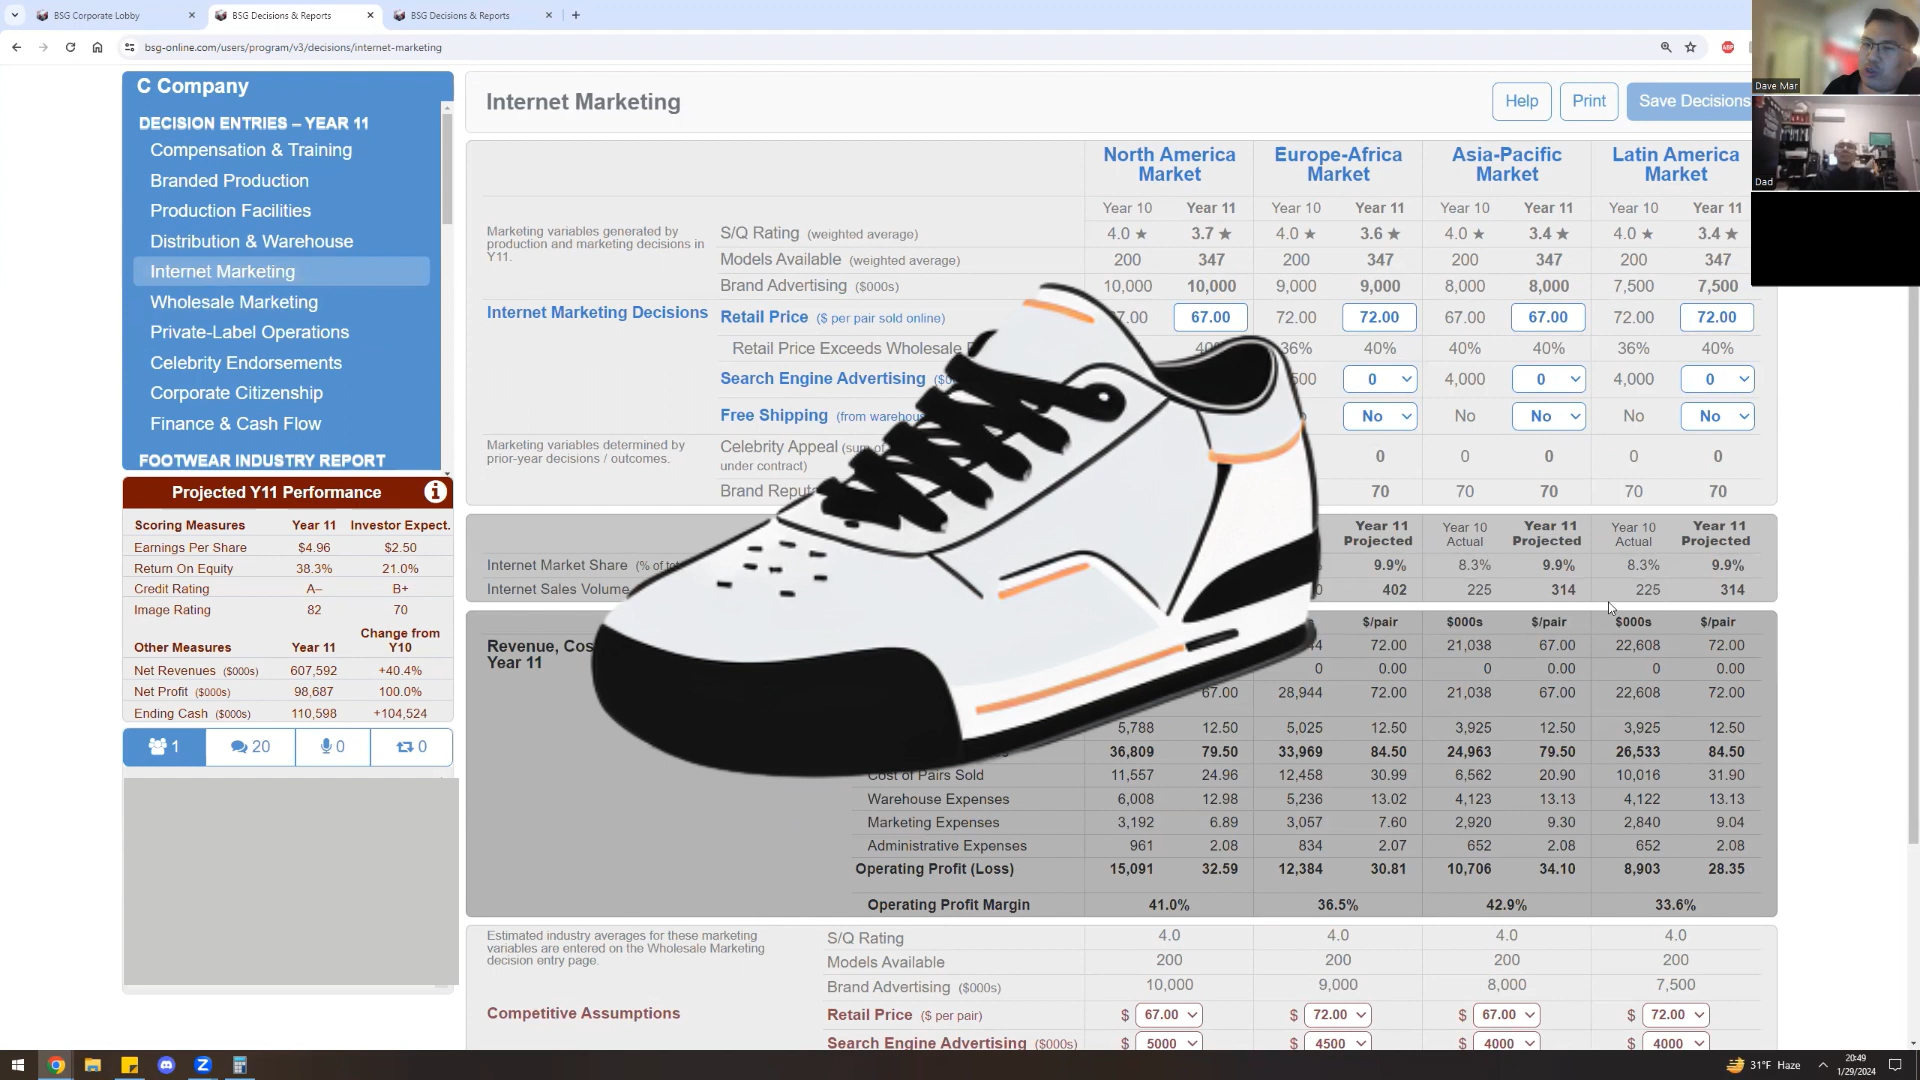 BSG Corporate Lobby
BSG Decisions & Reports
BSG Decisions & Reports
bsg-online.com/users/program/v3/decisions/internet-marketing
ABP
Dave Mar
Dad
C Company
DECISION ENTRIES – YEAR 11
Compensation & Training
Branded Production
Production Facilities
Distribution & Warehouse
Internet Marketing
Wholesale Marketing
Private-Label Operations
Celebrity Endorsements
Corporate Citizenship
Finance & Cash Flow
FOOTWEAR INDUSTRY REPORT
Projected Y11 Performance
Scoring Measures Year 11 Investor Expect.
Earnings Per Share $4.96 $2.50
Return On Equity 38.3% 21.0%
Credit Rating A– B+
Image Rating 82 70
Other Measures Year 11 Change from Y10
Net Revenues ($000s) 607,592 +40.4%
Net Profit ($000s) 98,687 100.0%
Ending Cash ($000s) 110,598 +104,524
1 20 0 0
Internet Marketing
Help Print Save Decisions
North America Market Europe-Africa Market Asia-Pacific Market Latin America Market
Year 10 Year 11 Year 10 Year 11 Year 10 Year 11 Year 10 Year 11
Marketing variables generated by
production and marketing decisions in
Y11.
S/Q Rating (weighted average) 4.0 ★ 3.7 ★ 4.0 ★ 3.6 ★ 4.0 ★ 3.4 ★ 4.0 ★ 3.4 ★
Models Available (weighted average) 200 347 200 347 200 347 200 347
Brand Advertising ($000s) 10,000 10,000 9,000 9,000 8,000 8,000 7,500 7,500
Internet Marketing Decisions
Retail Price ($ per pair sold online) 7.00 67.00 72.00 72.00 67.00 67.00 72.00 72.00
Retail Price Exceeds Wholesale 36% 40% 40% 40% 36% 40%
Search Engine Advertising 0 4,000 0 4,000 0
Free Shipping No No No No No
Marketing variables determined by
prior-year decisions / outcomes.
Celebrity Appeal
under contract) 0 0 0 0 0
Brand 70 70 70 70 70
Year 11 Projected Year 10 Actual Year 11 Projected Year 10 Actual Year 11 Projected
Internet Market Share 9.9% 8.3% 9.9% 8.3% 9.9%
Internet Sales Volume 402 225 314 225 314
Revenue,
Year 11
$/pair $000s $/pair $000s $/pair
72.00 21,038 67.00 22,608 72.00
0 0.00 0 0.00 0 0.00
67.00 28,944 72.00 21,038 67.00 22,608 72.00
5,788 12.50 5,025 12.50 3,925 12.50 3,925 12.50
36,809 79.50 33,969 84.50 24,963 79.50 26,533 84.50
Cost of Pairs Sold 11,557 24.96 12,458 30.99 6,562 20.90 10,016 31.90
Warehouse Expenses 6,008 12.98 5,236 13.02 4,123 13.13 4,122 13.13
Marketing Expenses 3,192 6.89 3,057 7.60 2,920 9.30 2,840 9.04
Administrative Expenses 961 2.08 834 2.07 652 2.08 652 2.08
Operating Profit (Loss) 15,091 32.59 12,384 30.81 10,706 34.10 8,903 28.35
Operating Profit Margin 41.0% 36.5% 42.9% 33.6%
Estimated industry averages for these marketing
variables are entered on the Wholesale Marketing
decision entry page.
S/Q Rating 4.0 4.0 4.0 4.0
Models Available 200 200 200 200
Brand Advertising ($000s) 10,000 9,000 8,000 7,500
Competitive Assumptions
Retail Price ($ per pair) $ 67.00 $ 72.00 $ 67.00 $ 72.00
Search Engine Advertising ($000s) $ 5000 $ 4500 $ 4000 $ 4000
31°F Haze
20:49
1/29/2024